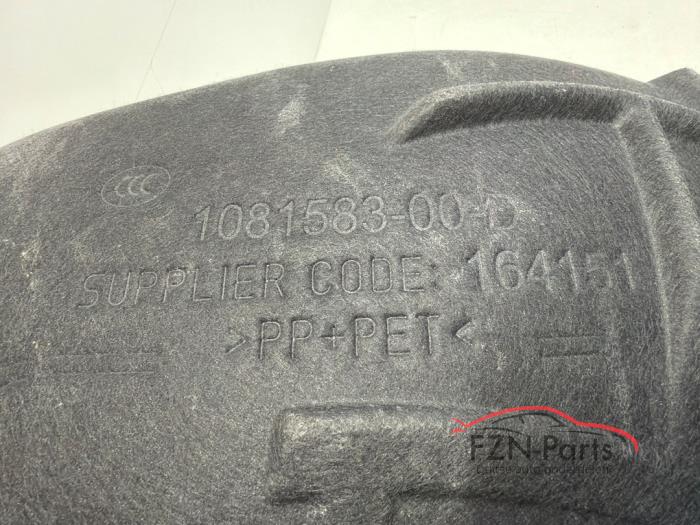 CCC
1081583-00-D
SUPPLIER CODE: 164151
>PP+PET<
FZN-Parts